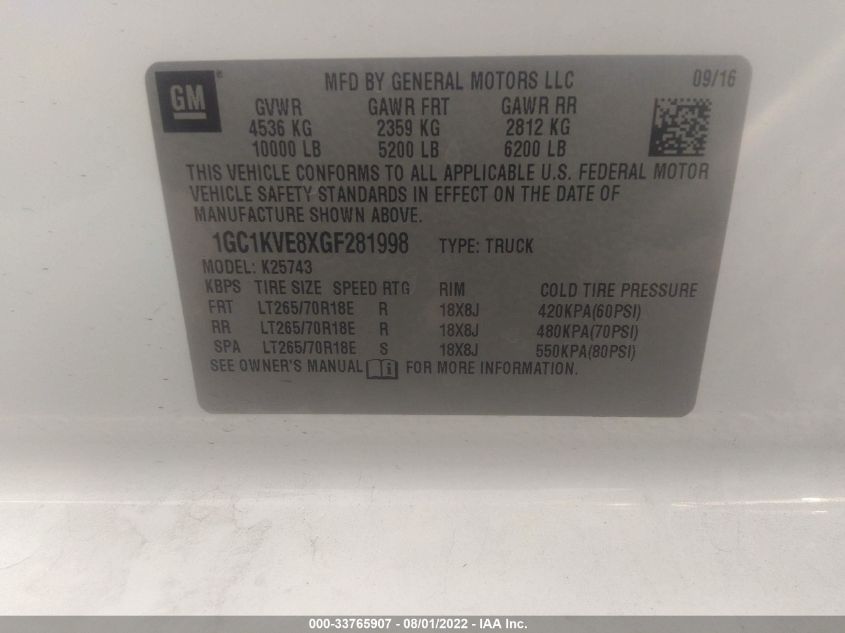 GM ® MFD BY GENERAL MOTORS LLC 09/16
GVWR GAWR FRT GAWR RR
4536 KG 2359 KG 2812 KG
10000 LB 5200 LB 6200 LB
THIS VEHICLE CONFORMS TO ALL APPLICABLE U.S. FEDERAL MOTOR
VEHICLE SAFETY STANDARDS IN EFFECT ON THE DATE OF
MANUFACTURE SHOWN ABOVE.
1GC1KVE8XGF281998 TYPE: TRUCK
MODEL: K25743
KBPS TIRE SIZE SPEED RTG RIM COLD TIRE PRESSURE
FRT LT265/70R18E R 18X8J 420KPA(60PSI)
RR LT265/70R18E R 18X8J 480KPA(70PSI)
SPA LT265/70R18E S 18X8J 550KPA(80PSI)
SEE OWNER'S MANUAL i FOR MORE INFORMATION.
000-33765907 - 08/01/2022 - IAA Inc.